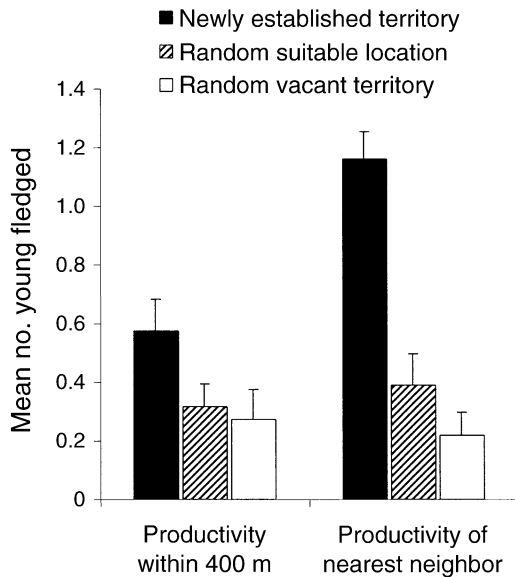 Newly established territory
Random suitable location
Random vacant territory
Mean no. young fledged
1.4
1.2
1.0
0.8
0.6
0.4
0.2
0
Productivity
within 400 m
Productivity of
nearest neighbor